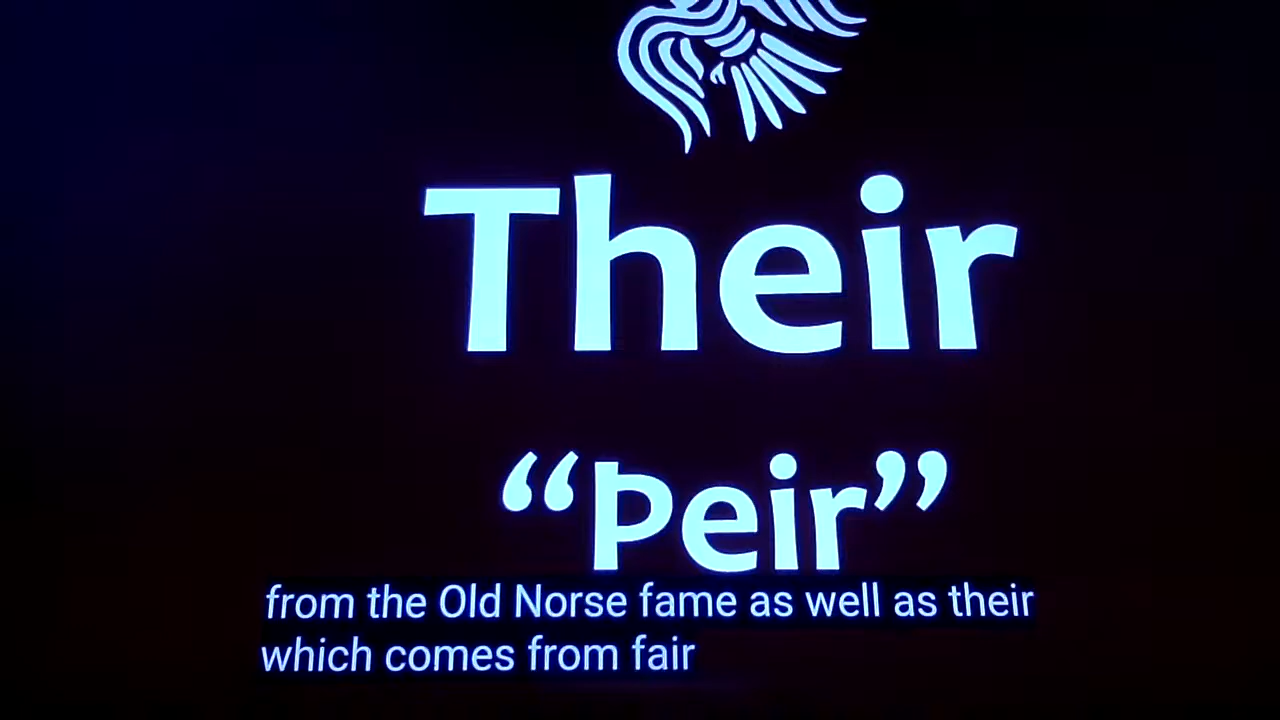 Their
“Þeir”
from the Old Norse fame as well as their
which comes from fair